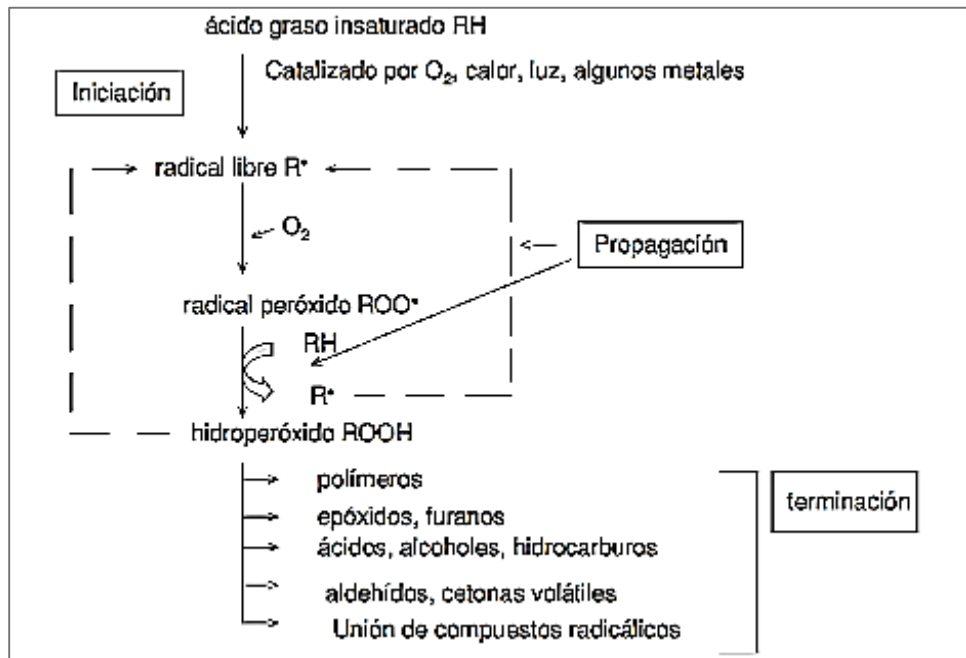 ácido graso insaturado RH
Catalizado por O₂, calor, luz, algunos metales
Iniciación
radical libre R•
O₂
Propagación
radical peróxido ROO•
RH
R•
hidroperóxido ROOH
polímeros
terminación
epóxidos, furanos
ácidos, alcoholes, hidrocarburos
aldehídos, cetonas volátiles
Unión de compuestos radicálicos